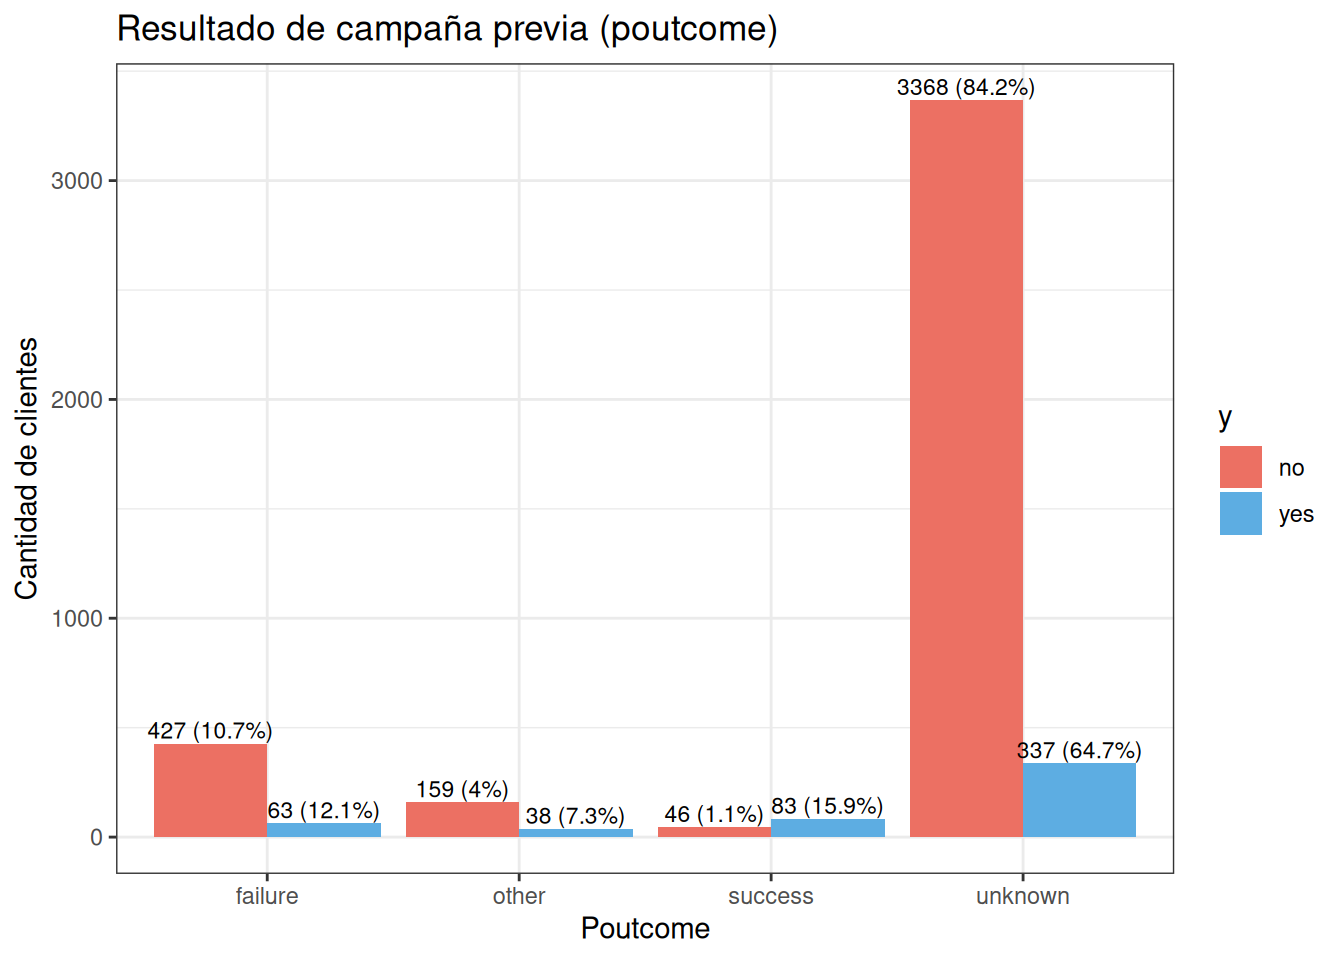 Resultado de campaña previa (poutcome)
3368 (84.2%)
3000
2000
1000
0
Cantidad de clientes
427 (10.7%)
63 (12.1%)
159 (4%)
38 (7.3%)
46 (1.1%)
83 (15.9%)
337 (64.7%)
failure
other
success
unknown
Poutcome
y
no
yes